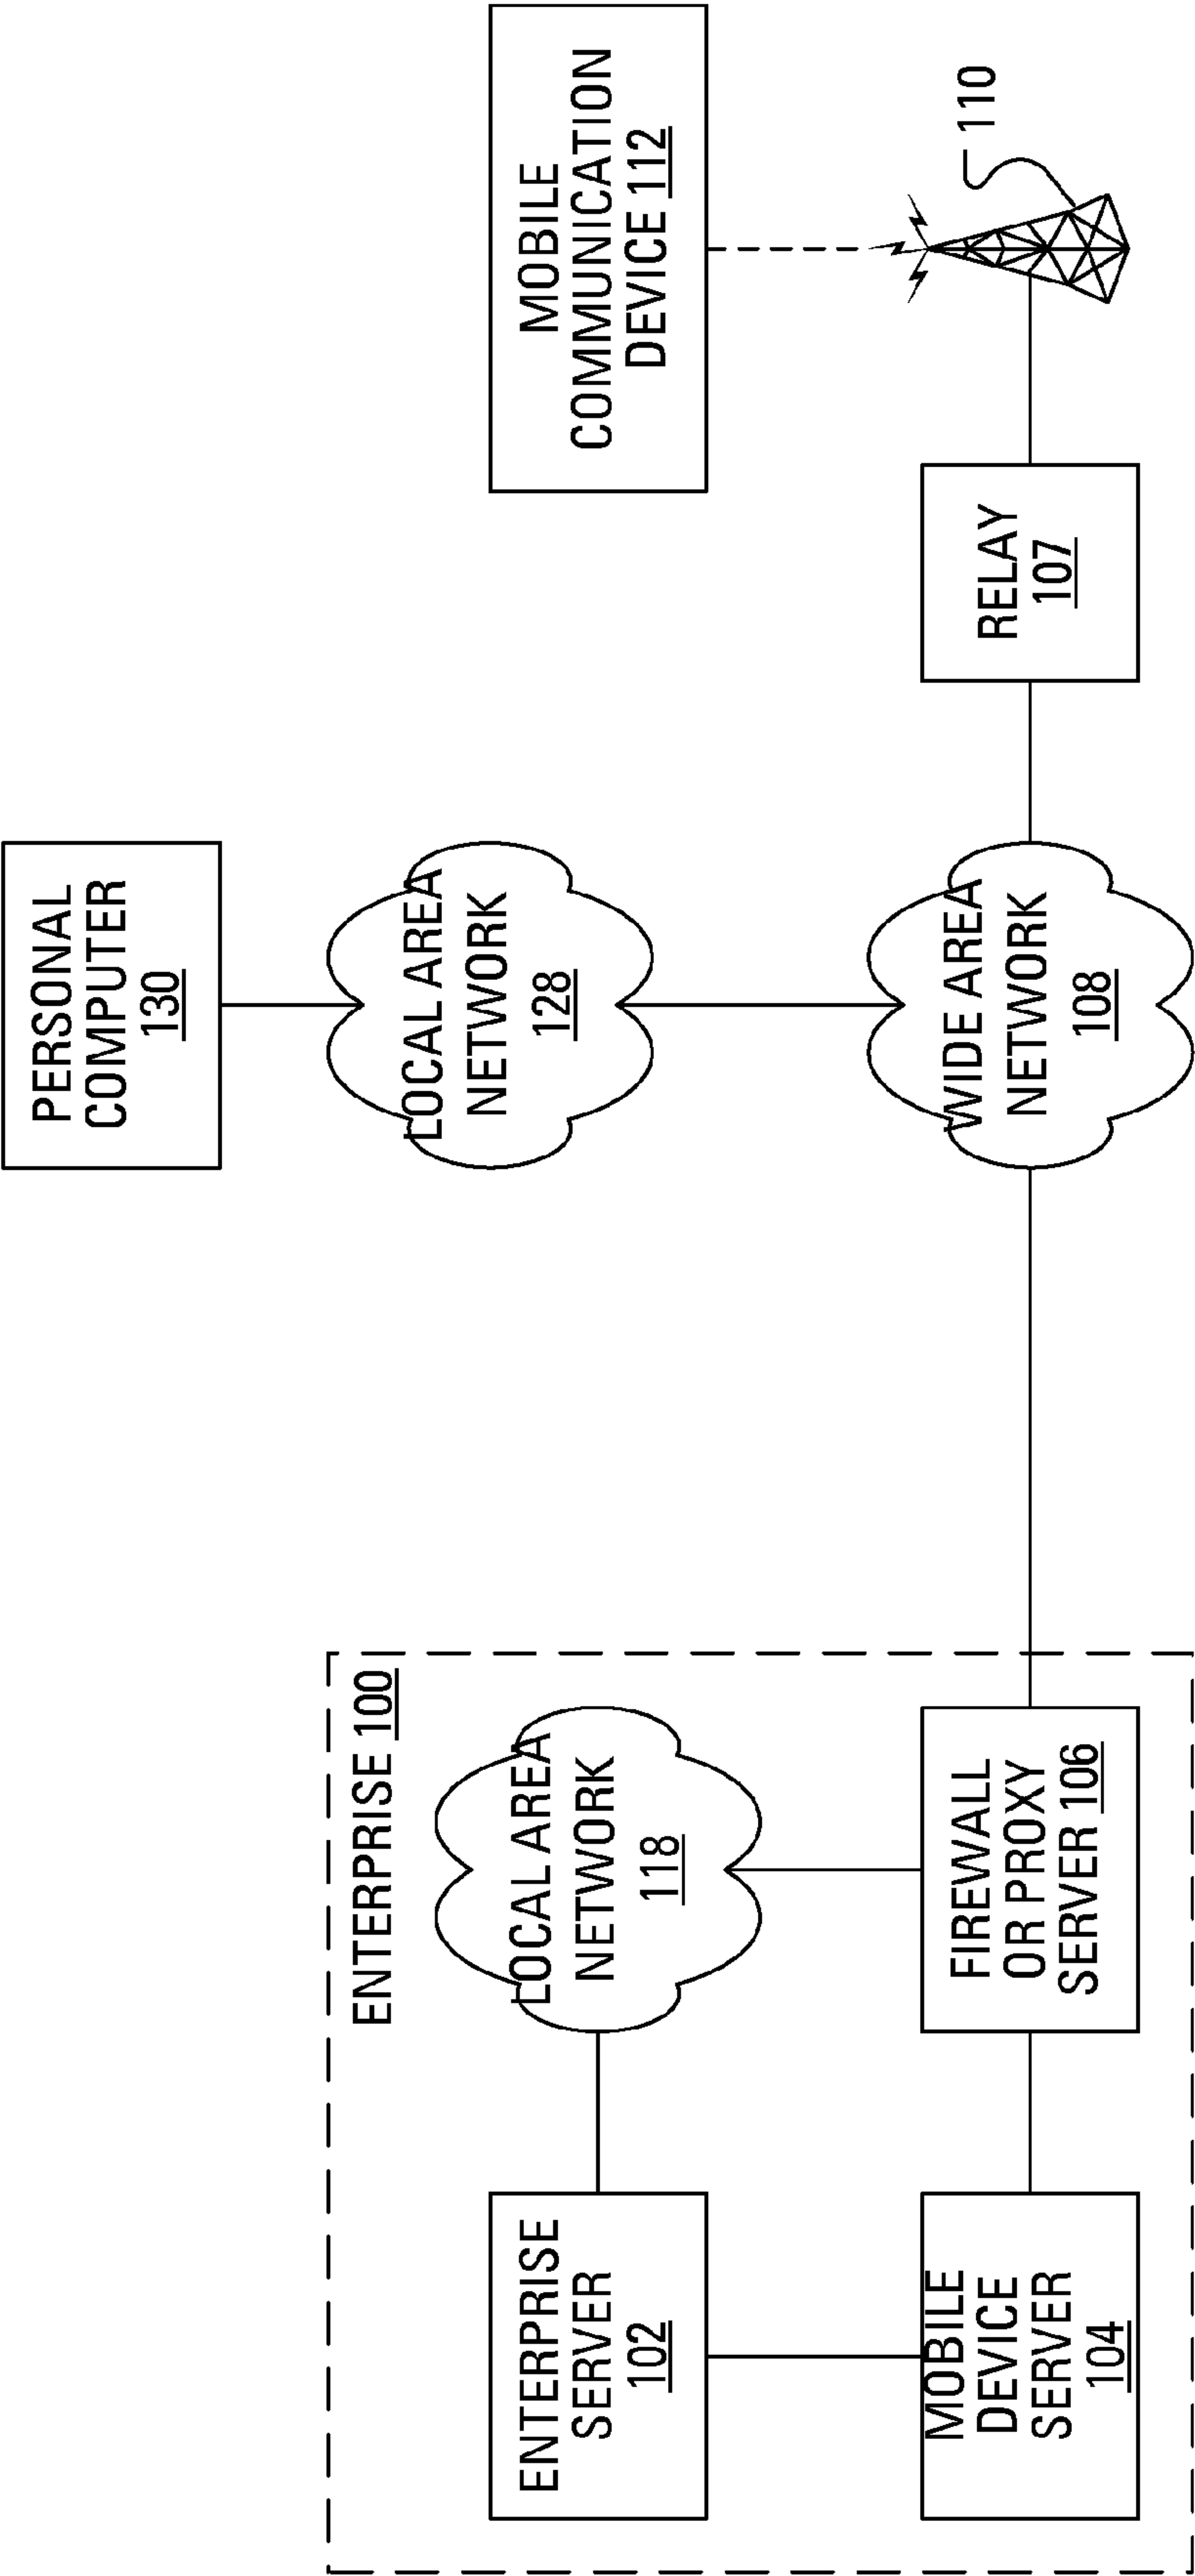 ENTERPRISE 100
ENTERPRISE
SERVER
102
LOCAL AREA
NETWORK
118
MOBILE
DEVICE
SERVER
104
FIREWALL
OR PROXY
SERVER 106
PERSONAL
COMPUTER
130
LOCAL AREA
NETWORK
128
WIDE AREA
NETWORK
108
MOBILE
COMMUNICATION
DEVICE 112
RELAY
107
110